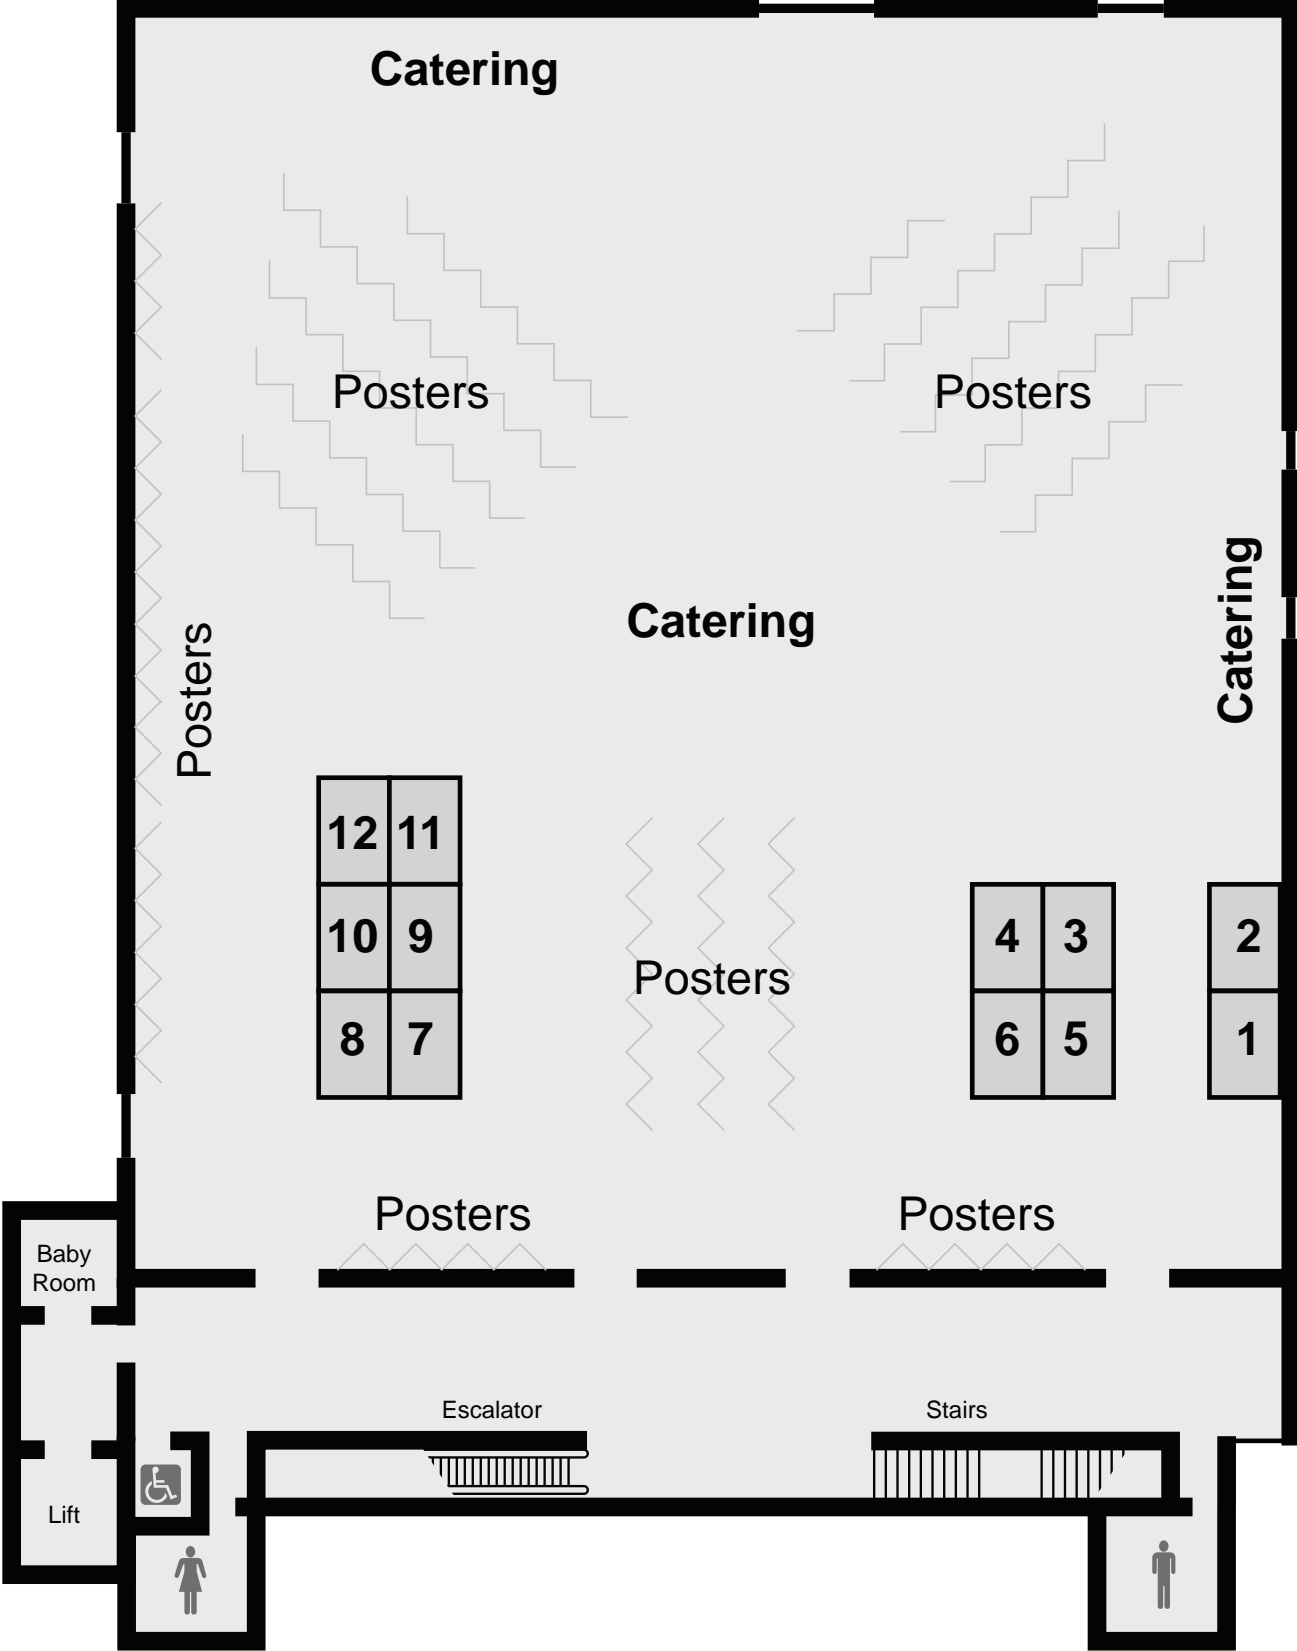 Catering
Posters
Posters
Catering
Catering
Posters
12 11
10 9
8 7
Posters
4 3
6 5
2
1
Posters
Posters
Baby
Room
Escalator
Stairs
Lift